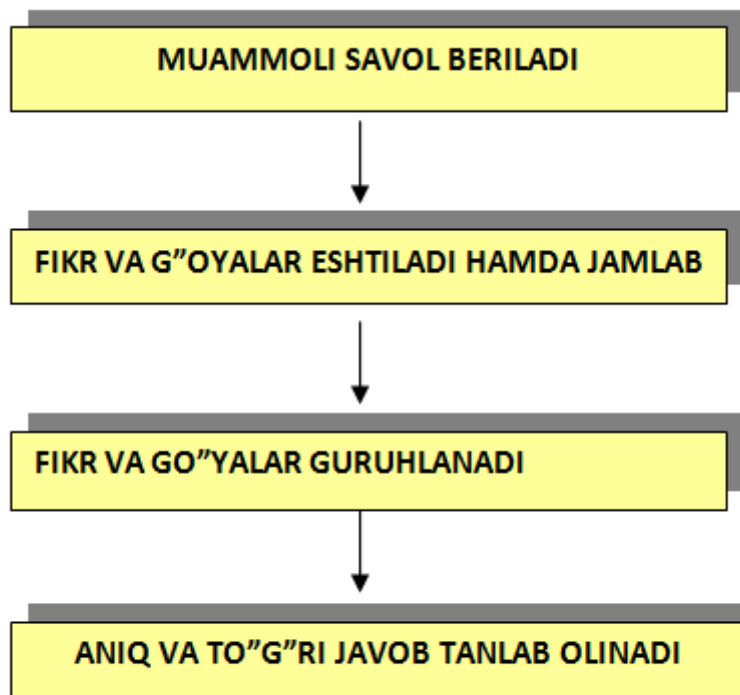 MUAMMOLI SAVOL BERILADI
FIKR VA G”OYALAR ESHTILADI HAMDA JAMLAB
FIKR VA GO”YALAR GURUHLANADI
ANIQ VA TO”G”RI JAVOB TANLAB OLINADI